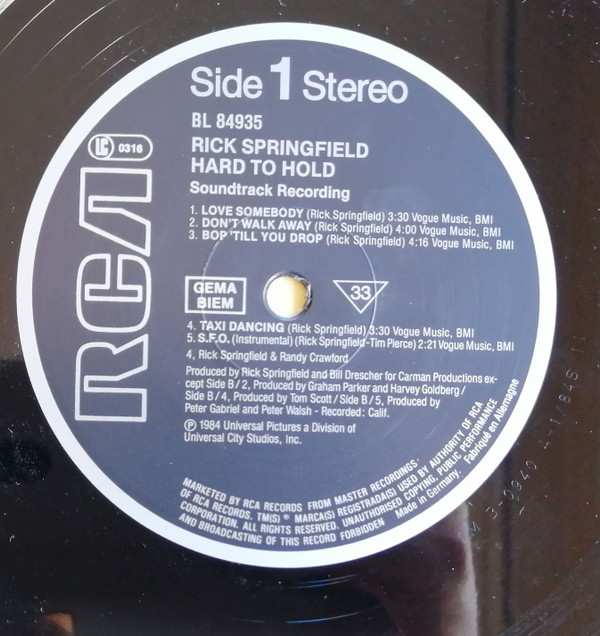 Side 1 Stereo
BL 84935
LC 0316
RICK SPRINGFIELD
HARD TO HOLD
Soundtrack Recording
1. LOVE SOMEBODY (Rick Springfield) 3:30 Vogue Music, BMI
2. DON'T WALK AWAY (Rick Springfield) 4:00 Vogue Music, BMI
3. BOP 'TILL YOU DROP (Rick Springfield) 4:16 Vogue Music, BMI
RCA
GEMA
BIEM
33
4. TAXI DANCING (Rick Springfield) 3:30 Vogue Music, BMI
5. S.F.O. (Instrumental) (Rick Springfield-Tim Pierce) 2:21 Vogue Music, BMI
4, Rick Springfield & Randy Crawford
Produced by Rick Springfield and Bill Drescher for Carman Productions ex-
cept Side B/2, Produced by Graham Parker and Harvey Goldberg/
Side B/4, Produced by Tom Scott/Side B/5, Produced by
Peter Gabriel and Peter Walsh - Recorded: Calif.
Ⓟ 1984 Universal Pictures a Division of
Universal City Studios, Inc.
MARKETED BY RCA RECORDS FROM MASTER RECORDINGS·
OF RCA RECORDS. TM(S) ® MARCA(S) REGISTRADA(S) USED BY AUTHORITY OF RCA
CORPORATION. ALL RIGHTS RESERVED. UNAUTHORISED COPYING, PUBLIC PERFORMANCE
AND BROADCASTING OF THIS RECORD FORBIDDEN Made in Germany. Fabriqué en Allemagne